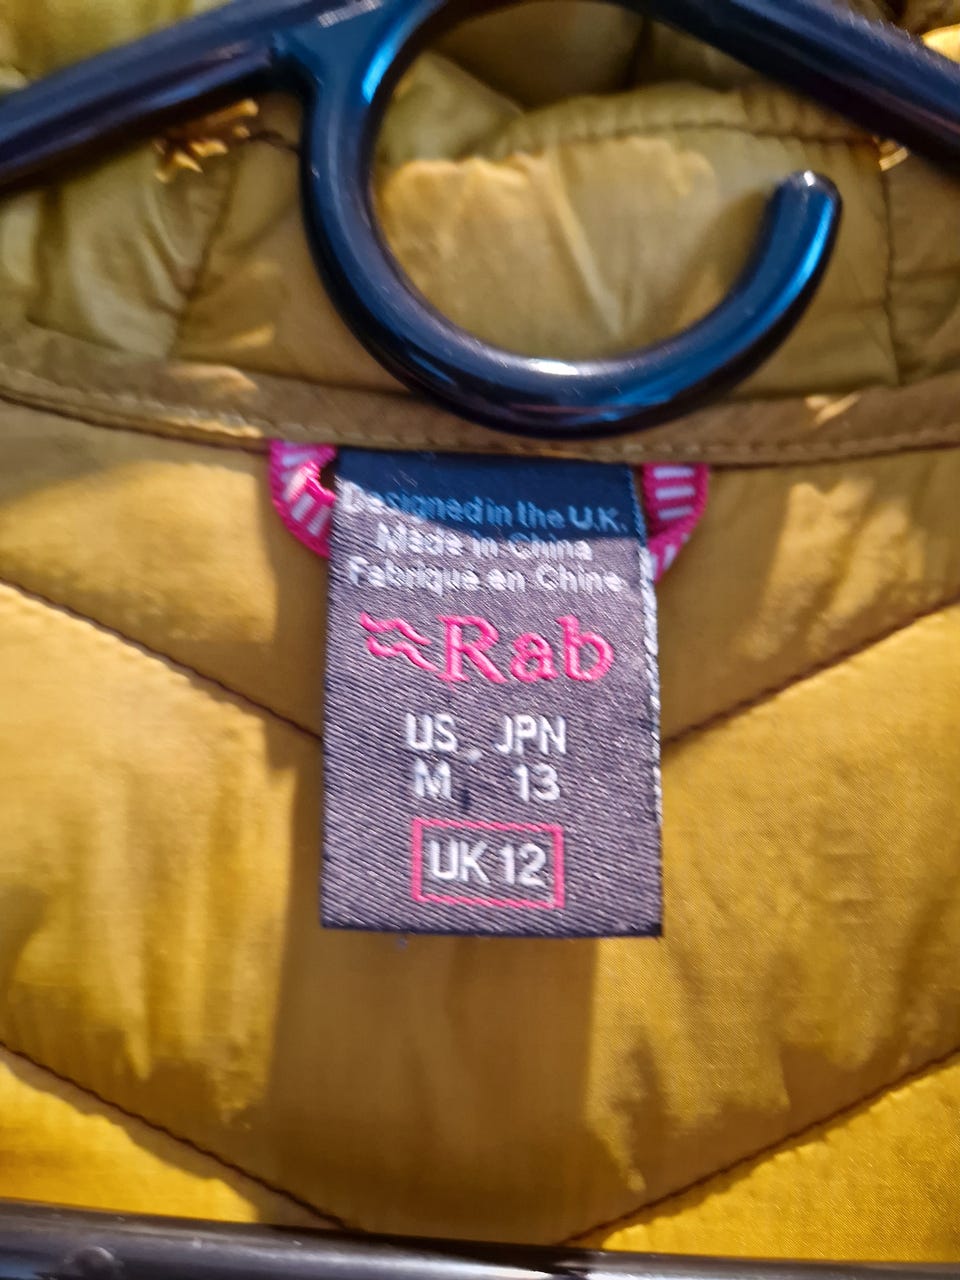 Designed in the U.K.
Made in China
Fabriqué en Chine
Rab
US JPN
M 13
UK 12